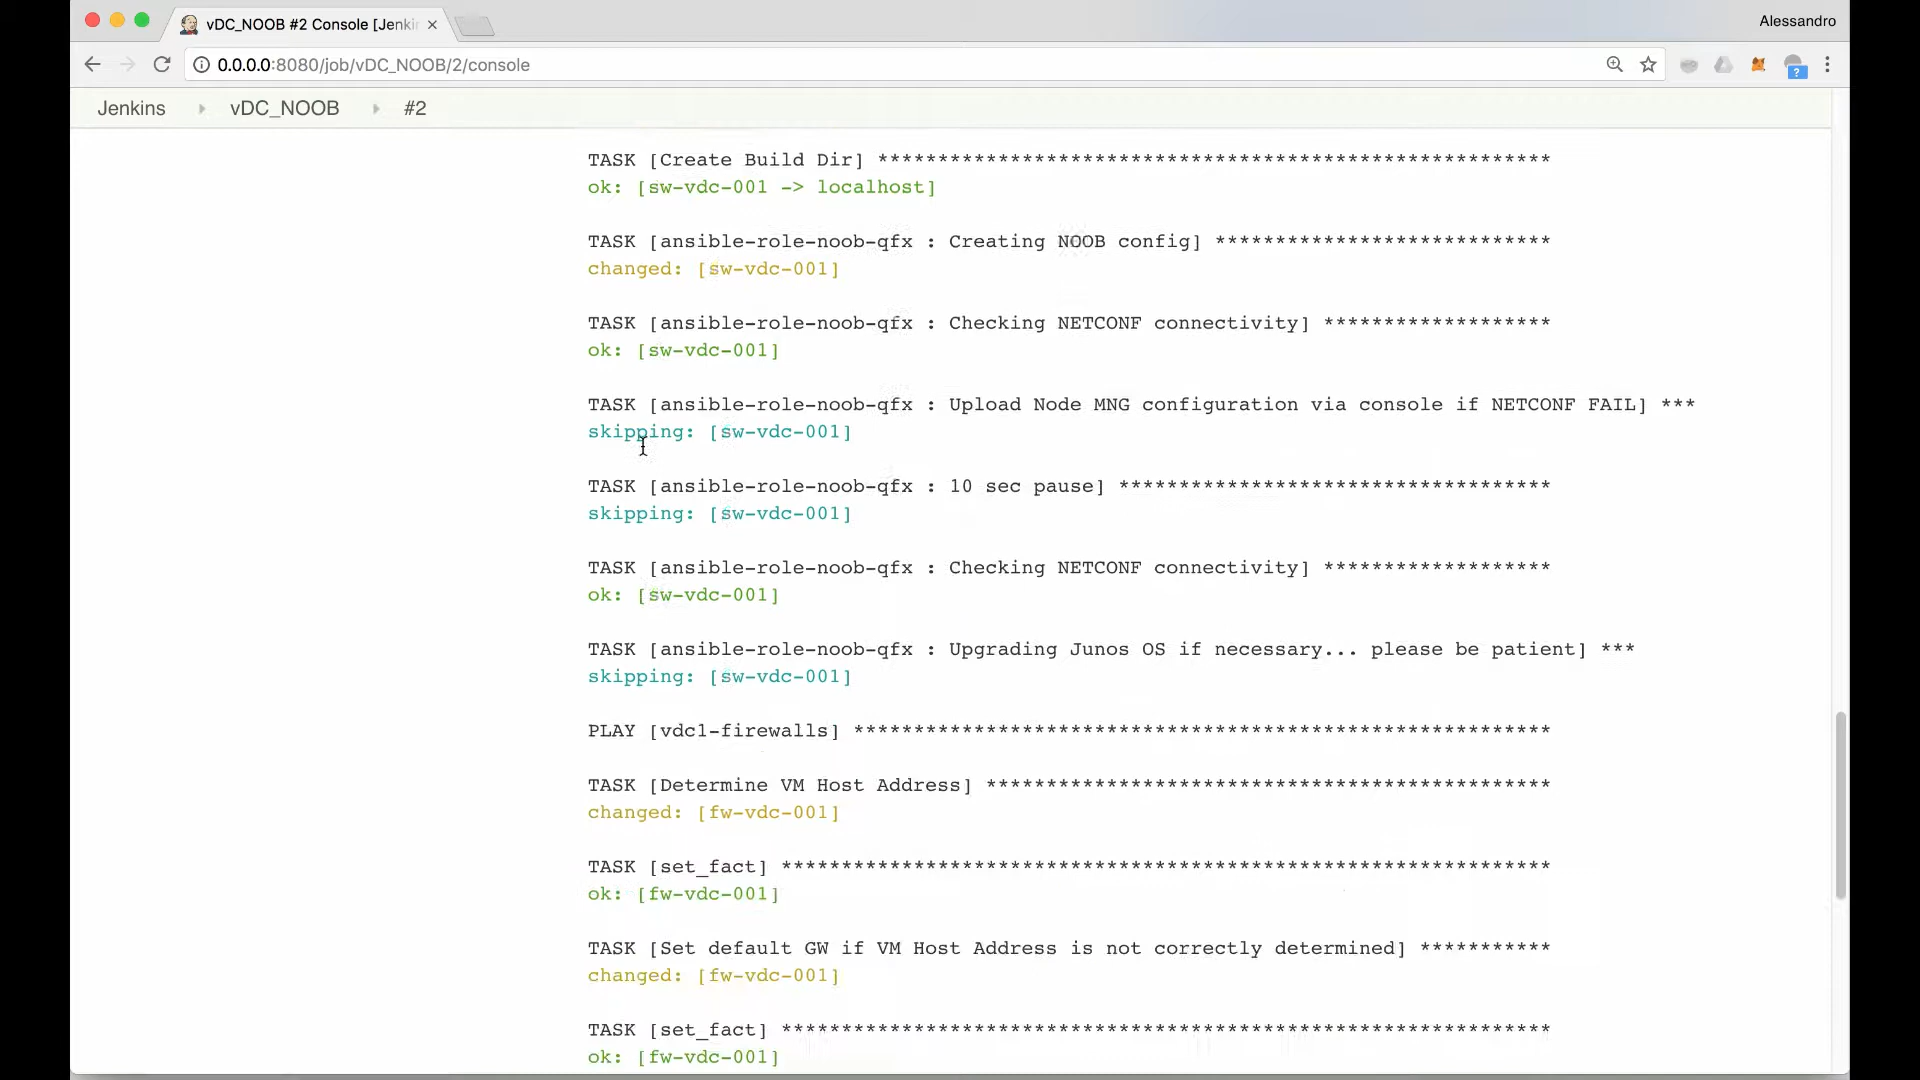 vDC_NOOB #2 Console [Jenki
Alessandro
0.0.0.0:8080/job/vDC_NOOB/2/console
?
Jenkins vDC_NOOB #2
TASK [Create Build Dir] ********************************************************
ok: [sw-vdc-001 -> localhost]
TASK [ansible-role-noob-qfx : Creating NOOB config] ****************************
changed: [sw-vdc-001]
TASK [ansible-role-noob-qfx : Checking NETCONF connectivity] *******************
ok: [sw-vdc-001]
TASK [ansible-role-noob-qfx : Upload Node MNG configuration via console if NETCONF FAIL] ***
skipping: [sw-vdc-001]
TASK [ansible-role-noob-qfx : 10 sec pause] ************************************
skipping: [sw-vdc-001]
TASK [ansible-role-noob-qfx : Checking NETCONF connectivity] *******************
ok: [sw-vdc-001]
TASK [ansible-role-noob-qfx : Upgrading Junos OS if necessary... please be patient] ***
skipping: [sw-vdc-001]
PLAY [vdc1-firewalls] **********************************************************
TASK [Determine VM Host Address] ***********************************************
changed: [fw-vdc-001]
TASK [set_fact] ****************************************************************
ok: [fw-vdc-001]
TASK [Set default GW if VM Host Address is not correctly determined] ***********
changed: [fw-vdc-001]
TASK [set_fact] ****************************************************************
ok: [fw-vdc-001]